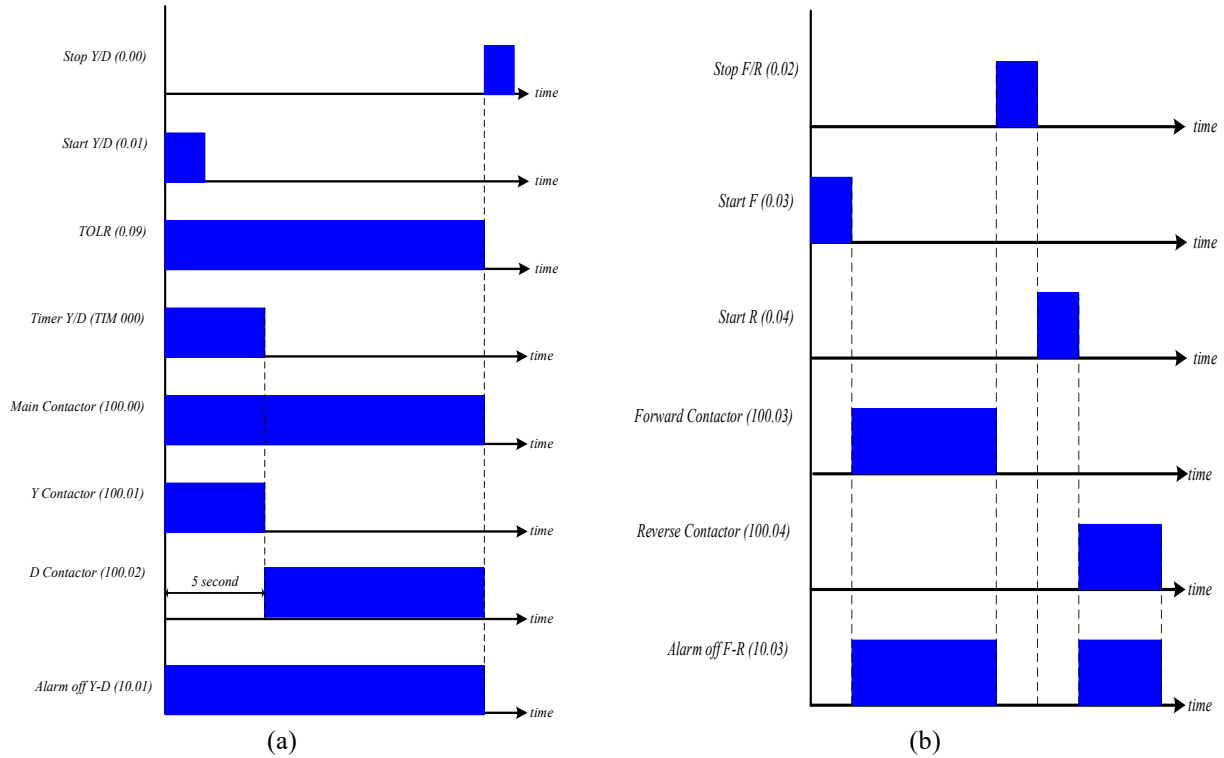 Stop Y/D (0.00)
time
Start Y/D (0.01)
time
TOLR (0.09)
time
Timer Y/D (TIM 000)
time
Main Contactor (100.00)
time
Y Contactor (100.01)
time
D Contactor (100.02)
5 second
time
Alarm off Y-D (10.01)
time
(a)
Stop F/R (0.02)
time
Start F (0.03)
time
Start R (0.04)
time
Forward Contactor (100.03)
time
Reverse Contactor (100.04)
time
Alarm off F-R (10.03)
time
(b)